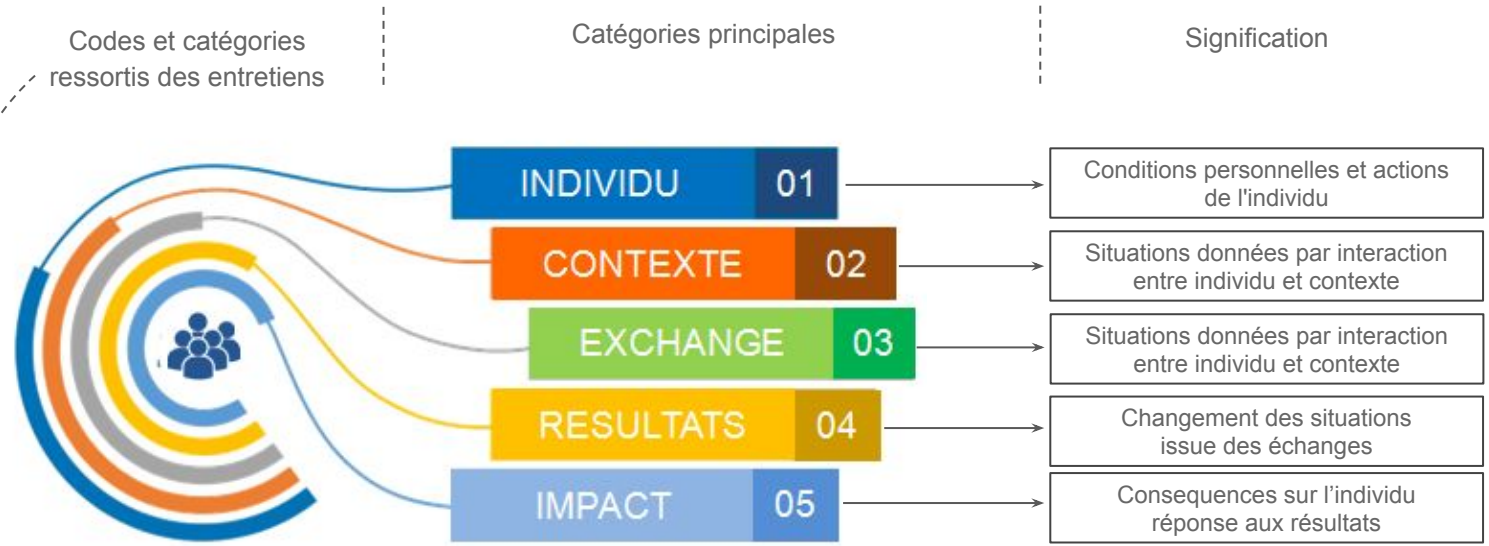 Codes et catégories
ressortis des entretiens
Catégories principales
Signification
INDIVIDU 01
Conditions personnelles et actions
de l'individu
CONTEXTE 02
Situations données par interaction
entre individu et contexte
EXCHANGE 03
Situations données par interaction
entre individu et contexte
RESULTATS 04
Changement des situations
issue des échanges
IMPACT 05
Consequences sur l’individu
réponse aux résultats